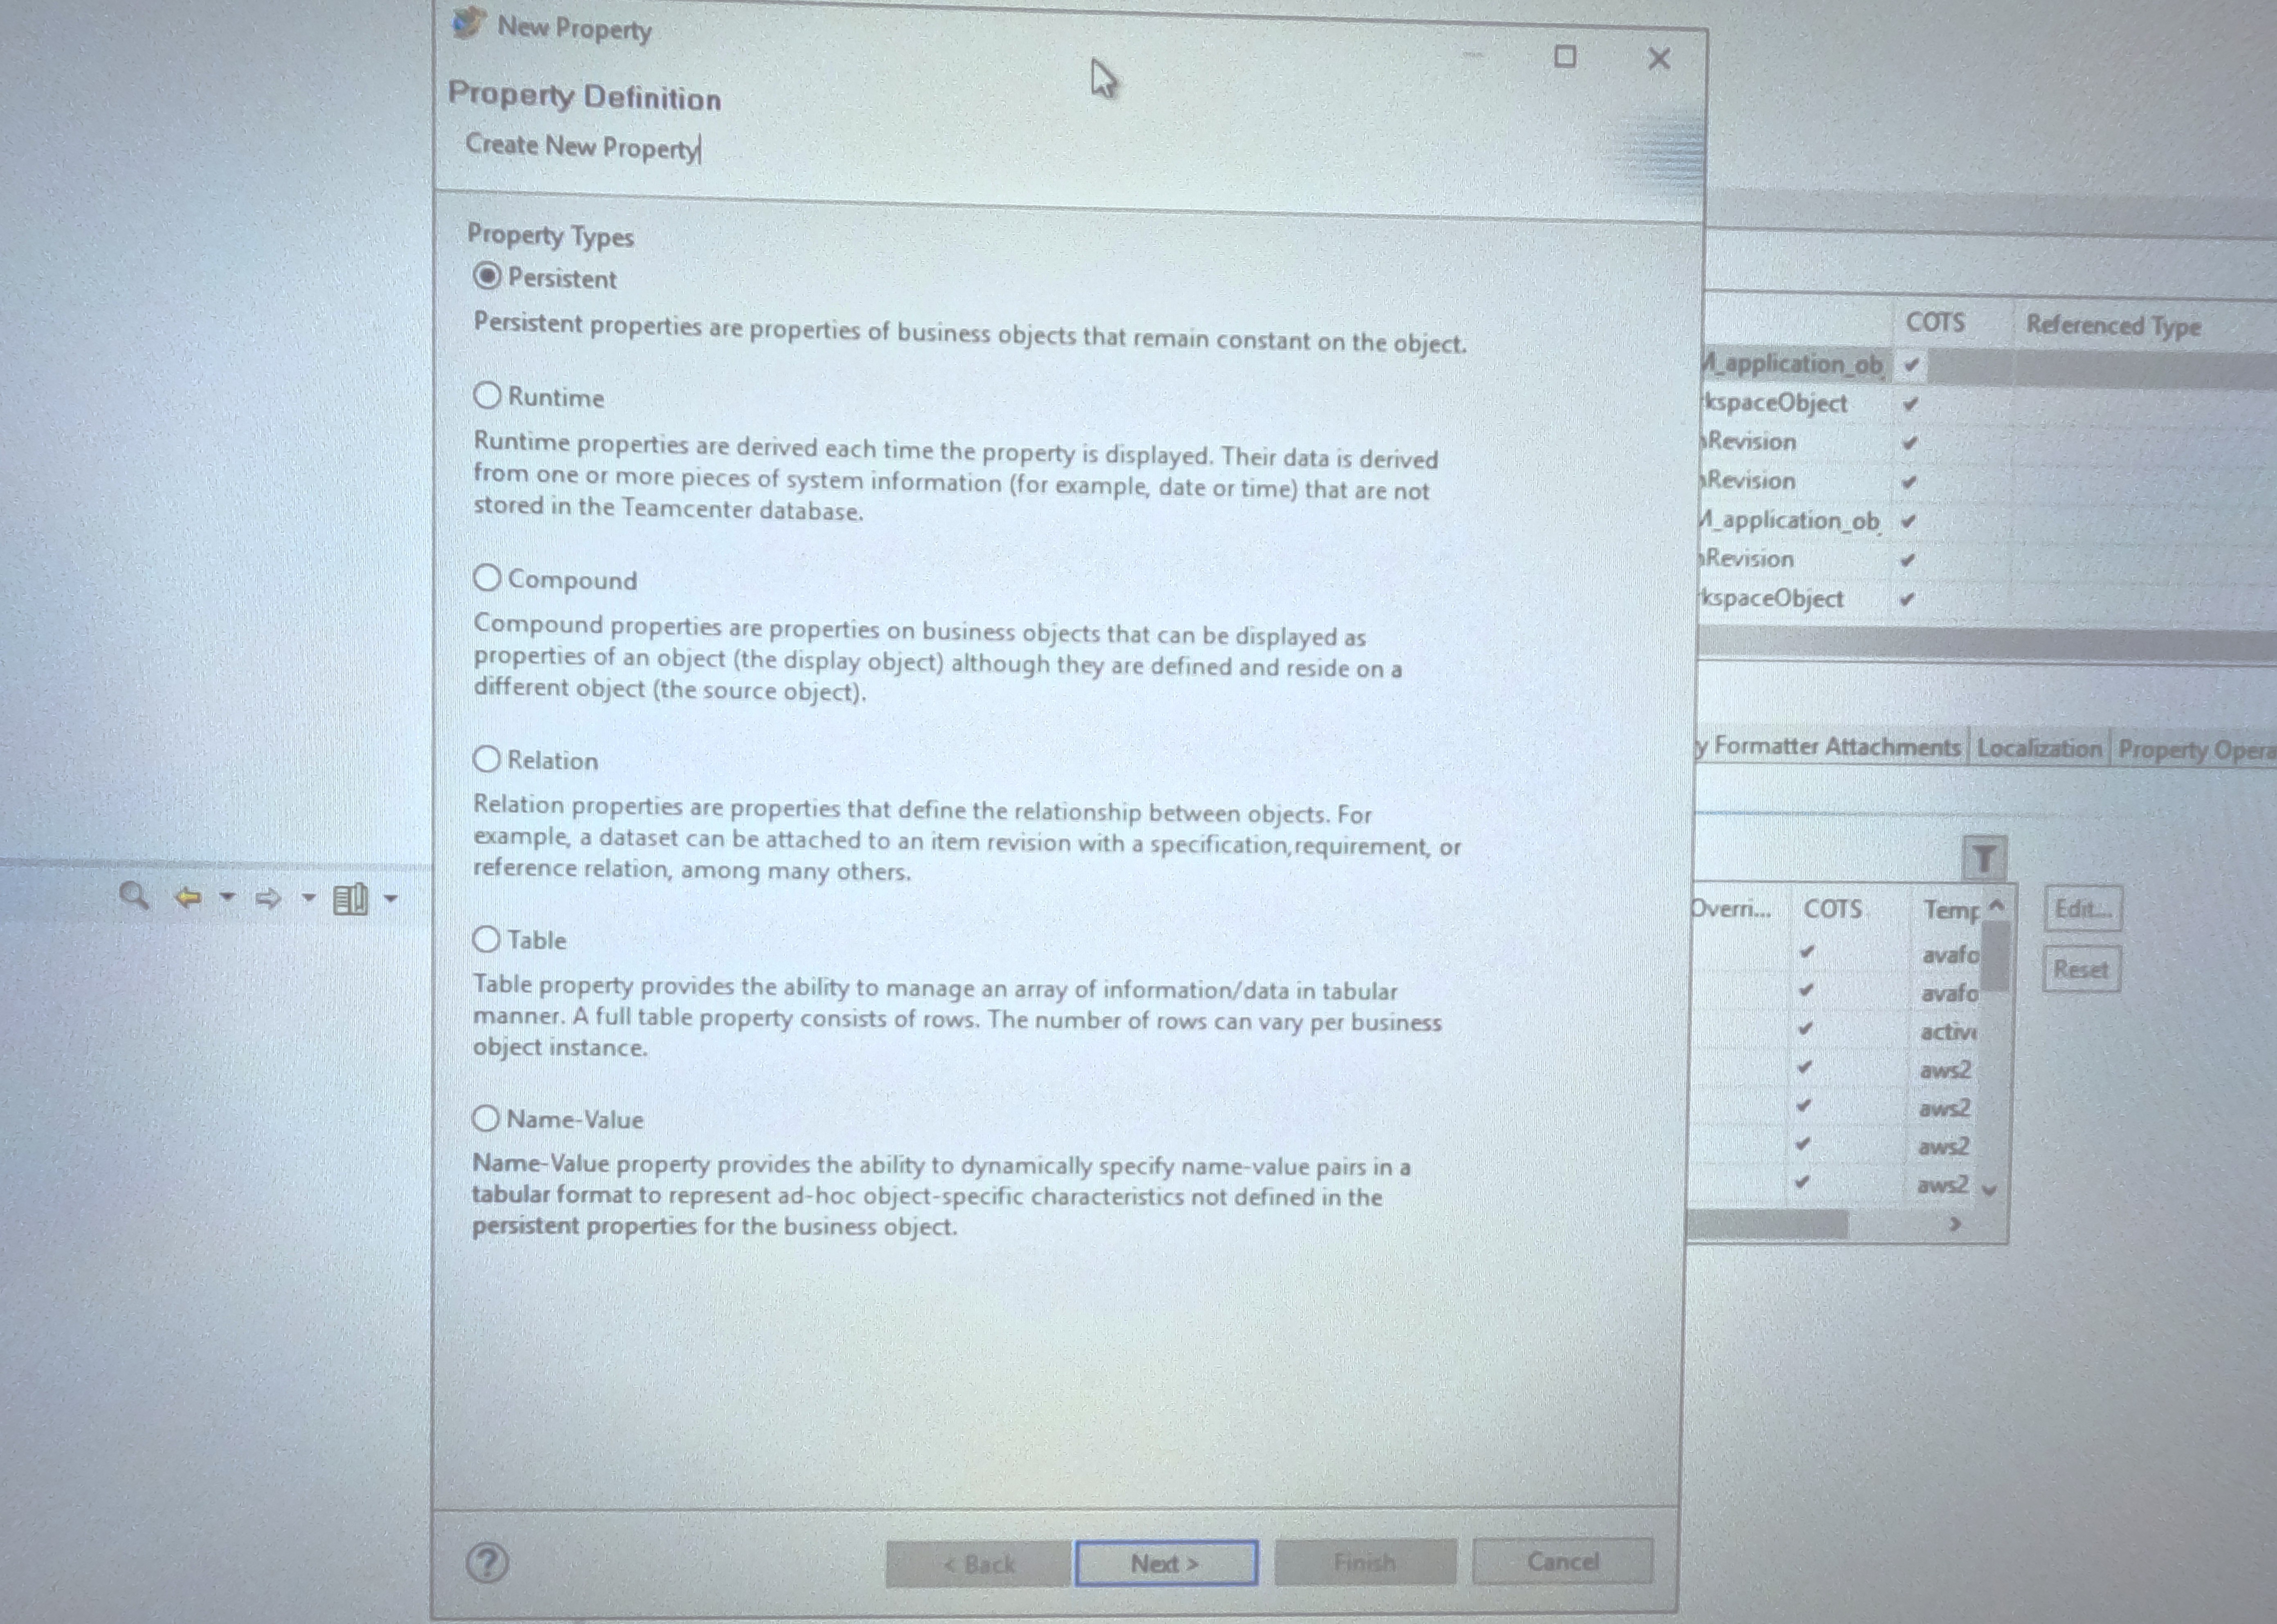 New Property
Property Definition
Create New Property
Property Types
Persistent
Persistent properties are properties of business objects that remain constant on the object.
Runtime
Runtime properties are derived each time the property is displayed. Their data is derived
from one or more pieces of system information (for example, date or time) that are not
stored in the Teamcenter database.
Compound
Compound properties are properties on business objects that can be displayed as
properties of an object (the display object) although they are defined and reside on a
different object (the source object).
Relation
Relation properties are properties that define the relationship between objects. For
example, a dataset can be attached to an item revision with a specification,requirement, or
reference relation, among many others.
Table
Table property provides the ability to manage an array of information/data in tabular
manner. A full table property consists of rows. The number of rows can vary per business
object instance.
Name-Value
Name-Value property provides the ability to dynamically specify name-value pairs in a
tabular format to represent ad-hoc object-specific characteristics not defined in the
persistent properties for the business object.
< Back
Next >
Finish
Cancel
COTS Referenced Type
_application_ob
kspaceObject
Revision
Revision
_application_ob
Revision
kspaceObject
y Formatter Attachments Localization Property Opera
Overri... COTS Temp
Edit...
avafo
Reset
avafo
activ
aws2
aws2
aws2
aws2